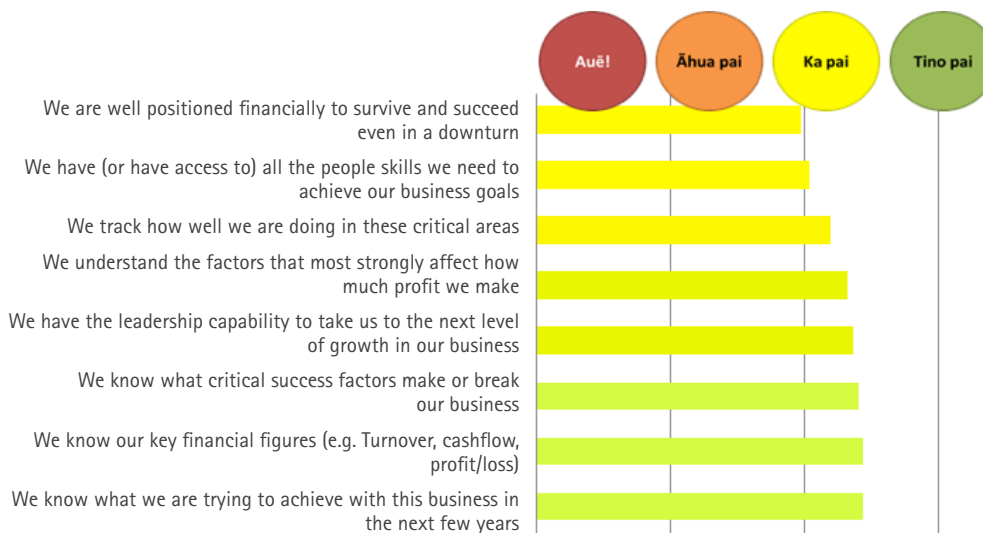 Auē!
Āhua pai
Ka pai
Tino pai
We are well positioned financially to survive and succeed
even in a downturn
We have (or have access to) all the people skills we need to
achieve our business goals
We track how well we are doing in these critical areas
We understand the factors that most strongly affect how
much profit we make
We have the leadership capability to take us to the next level
of growth in our business
We know what critical success factors make or break
our business
We know our key financial figures (e.g. Turnover, cashflow,
profit/loss)
We know what we are trying to achieve with this business in
the next few years